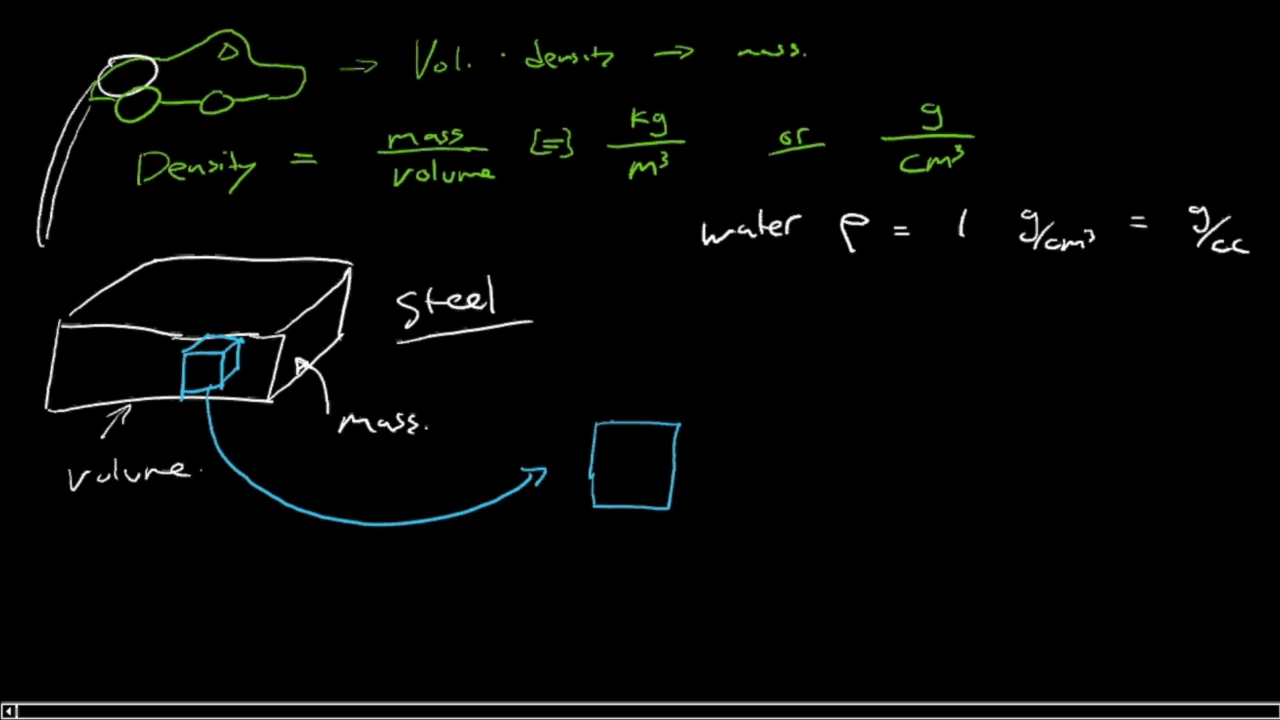 → Vol. · density → mass.
Density = mass/volume [=] kg/m³ or g/cm³
water ρ = 1 g/cm³ = g/cc
steel
mass.
volume.